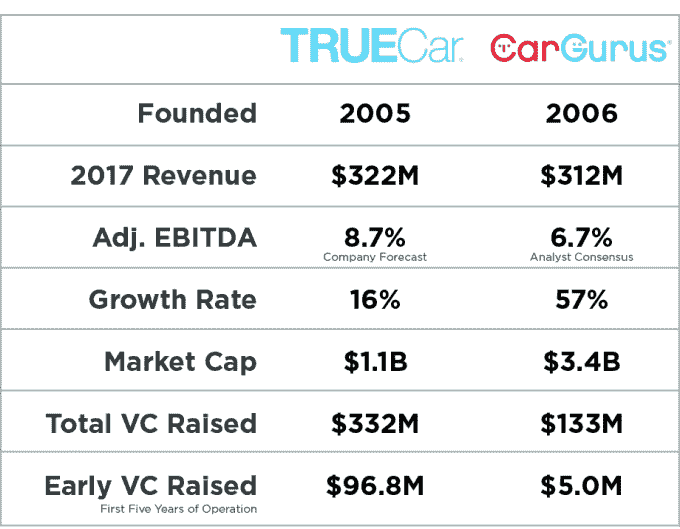 TRUECar. CarGurus®
Founded 2005 2006
2017 Revenue $322M $312M
Adj. EBITDA 8.7% 6.7%
Company Forecast Analyst Consensus
Growth Rate 16% 57%
Market Cap $1.1B $3.4B
Total VC Raised $332M $133M
Early VC Raised $96.8M $5.0M
First Five Years of Operation